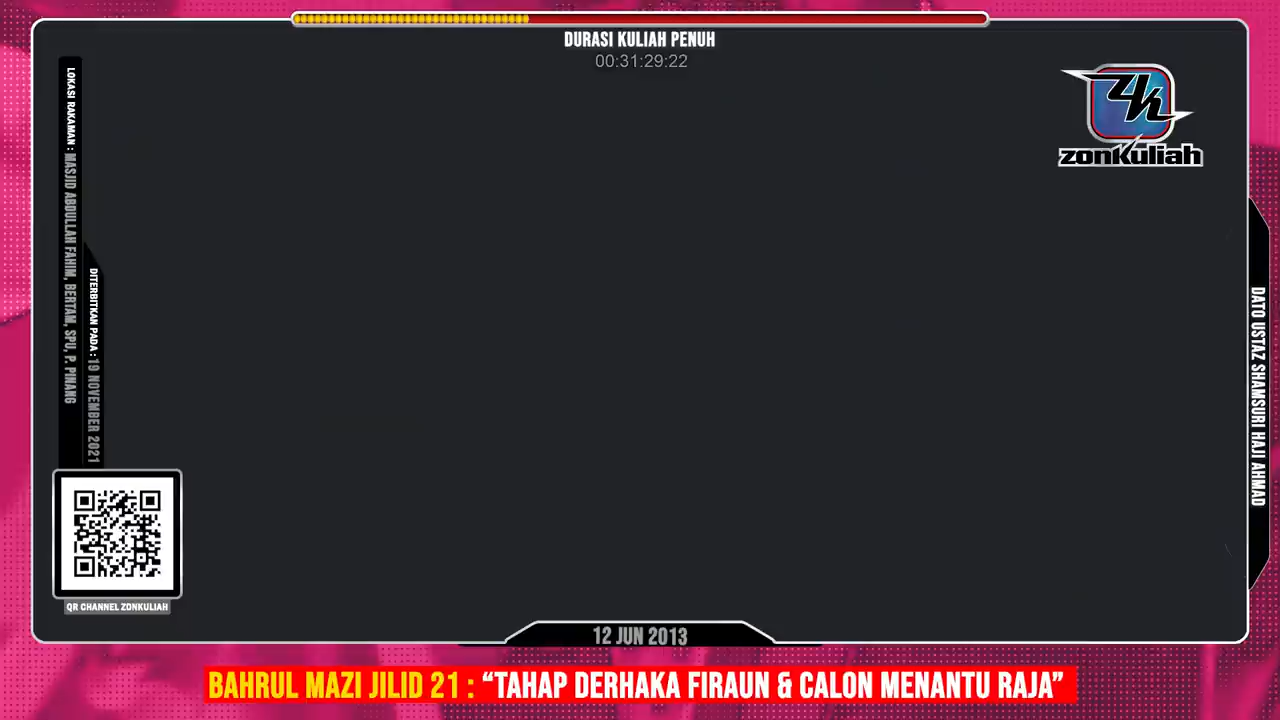 DURASI KULIAH PENUH
00:31:29:22
ZK
zonKuliah
LOKASI RAKAMAN : MASJID ABDULLAH FAHIM, BERTAM, SPU, P. PINANG
DITERBITKAN PADA : 19 NOVEMBER 2021
DATO USTAZ SHAMSURI HAJI AHMAD
QR CHANNEL ZONKULIAH
12 JUN 2013
BAHRUL MAZI JILID 21 : “TAHAP DERHAKA FIRAUN & CALON MENANTU RAJA”